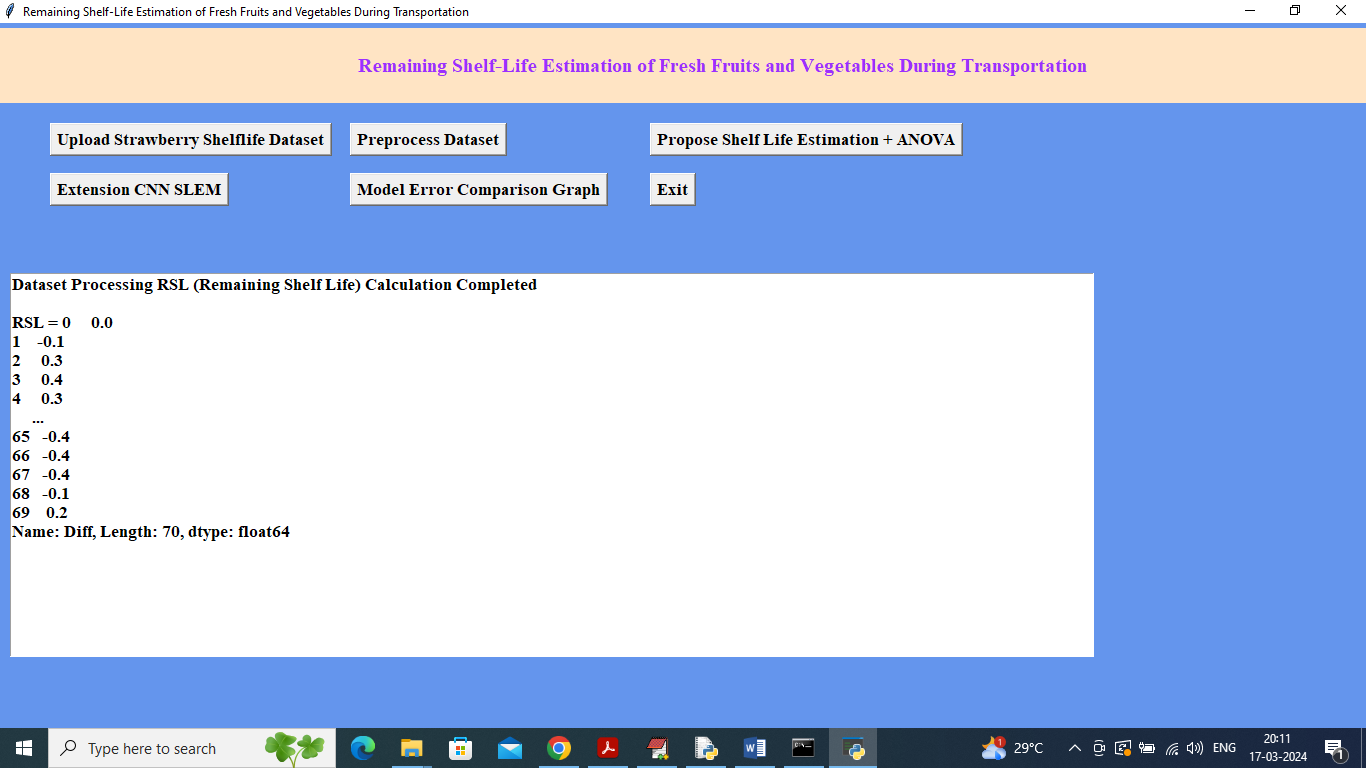 Remaining Shelf-Life Estimation of Fresh Fruits and Vegetables During Transportation
Remaining Shelf-Life Estimation of Fresh Fruits and Vegetables During Transportation
Upload Strawberry Shelflife Dataset
Preprocess Dataset
Propose Shelf Life Estimation + ANOVA
Extension CNN SLEM
Model Error Comparison Graph
Exit
Dataset Processing RSL (Remaining Shelf Life) Calculation Completed
RSL = 0 0.0
1 -0.1
2 0.3
3 0.4
4 0.3
...
65 -0.4
66 -0.4
67 -0.4
68 -0.1
69 0.2
Name: Diff, Length: 70, dtype: float64
Type here to search
1
29°C
ENG
20:11
17-03-2024
1